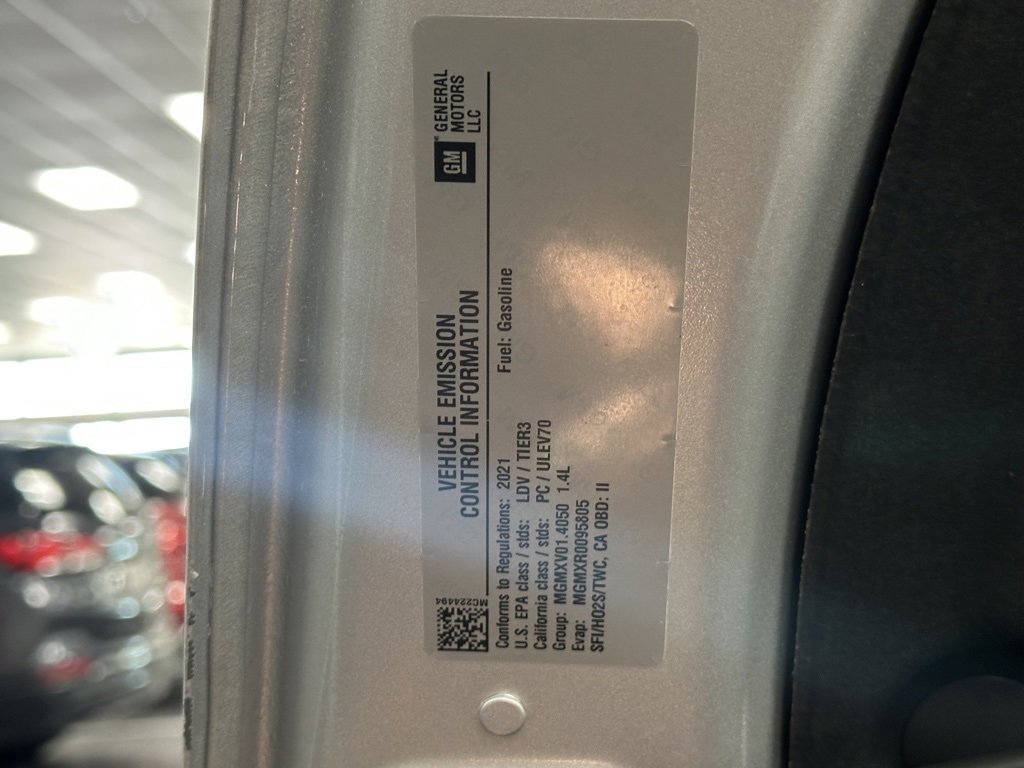 GM
GENERAL
MOTORS
LLC
VEHICLE EMISSION
CONTROL INFORMATION
MC224494
Conforms to Regulations: 2021 Fuel: Gasoline
U.S. EPA class / stds: LDV / TIER3
California class / stds: PC / ULEV70
Group: MGMXV01.4050 1.4L
Evap: MGMXR0095805
SFI/HO2S/TWC, CA OBD: II